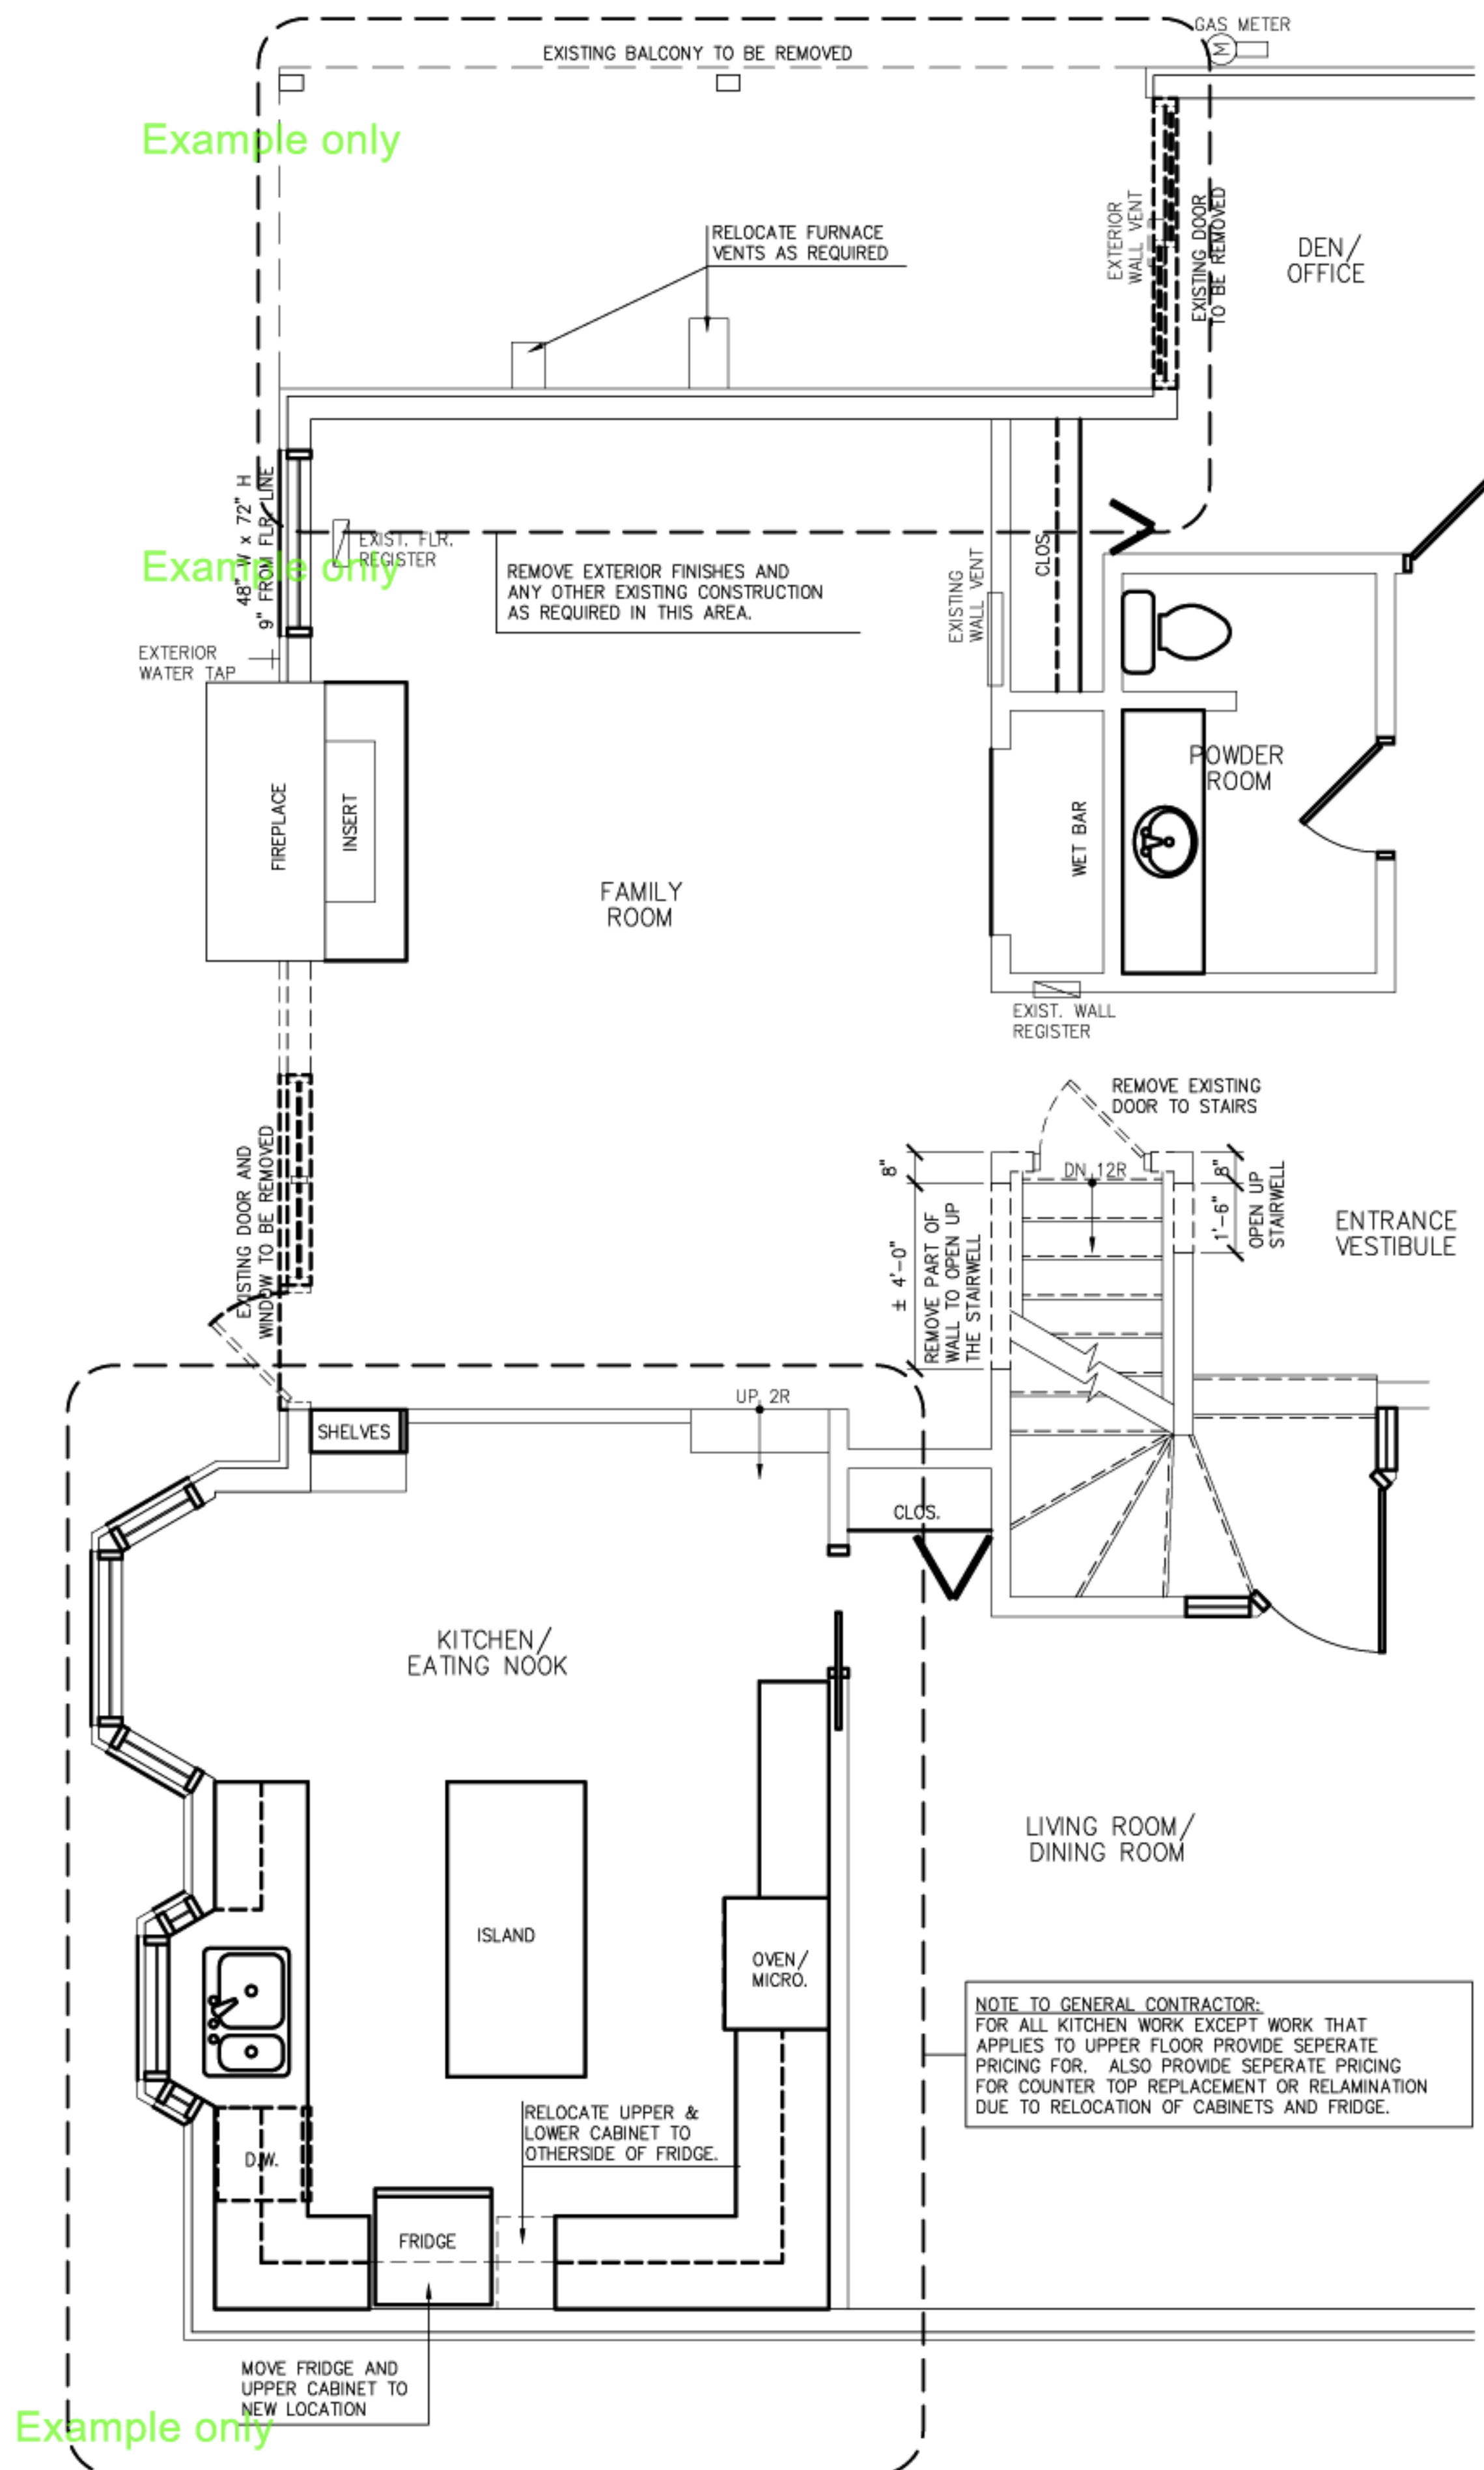 GAS METER
M
EXISTING BALCONY TO BE REMOVED
Example only
RELOCATE FURNACE
VENTS AS REQUIRED
EXTERIOR
WALL VENT
EXISTING DOOR
TO BE REMOVED
DEN/
OFFICE
48" W x 72" H
9" FROM FLR. LINE
EXIST. FLR.
REGISTER
Example only
REMOVE EXTERIOR FINISHES AND
ANY OTHER EXISTING CONSTRUCTION
AS REQUIRED IN THIS AREA.
EXISTING
WALL VENT
CLOS.
EXTERIOR
WATER TAP
FIREPLACE
INSERT
FAMILY
ROOM
WET BAR
POWDER
ROOM
EXIST. WALL
REGISTER
REMOVE EXISTING
DOOR TO STAIRS
EXISTING DOOR AND
WINDOW TO BE REMOVED
8"
± 4'-0"
REMOVE PART OF
WALL TO OPEN UP
THE STAIRWELL
DN 12R
8"
1'-6"
OPEN UP
STAIRWELL
ENTRANCE
VESTIBULE
SHELVES
UP 2R
CLOS.
KITCHEN/
EATING NOOK
LIVING ROOM/
DINING ROOM
ISLAND
OVEN/
MICRO.
NOTE TO GENERAL CONTRACTOR:
FOR ALL KITCHEN WORK EXCEPT WORK THAT
APPLIES TO UPPER FLOOR PROVIDE SEPERATE
PRICING FOR. ALSO PROVIDE SEPERATE PRICING
FOR COUNTER TOP REPLACEMENT OR RELAMINATION
DUE TO RELOCATION OF CABINETS AND FRIDGE.
RELOCATE UPPER &
LOWER CABINET TO
OTHERSIDE OF FRIDGE.
D.W.
FRIDGE
MOVE FRIDGE AND
UPPER CABINET TO
NEW LOCATION
Example only